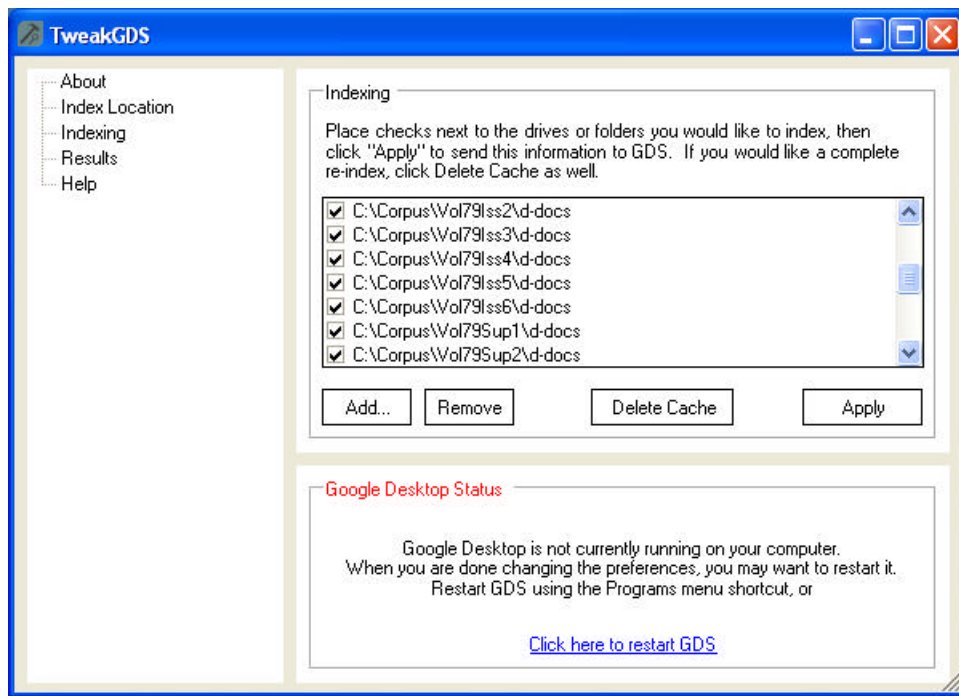 TweakGDS
About
Index Location
Indexing
Results
Help
Indexing
Place checks next to the drives or folders you would like to index, then
click "Apply" to send this information to GDS. If you would like a complete
re-index, click Delete Cache as well.
C:\Corpus\Vol79Iss2\d-docs
C:\Corpus\Vol79Iss3\d-docs
C:\Corpus\Vol79Iss4\d-docs
C:\Corpus\Vol79Iss5\d-docs
C:\Corpus\Vol79Iss6\d-docs
C:\Corpus\Vol79Sup1\d-docs
C:\Corpus\Vol79Sup2\d-docs
Add... Remove Delete Cache Apply
Google Desktop Status
Google Desktop is not currently running on your computer.
When you are done changing the preferences, you may want to restart it.
Restart GDS using the Programs menu shortcut, or
Click here to restart GDS